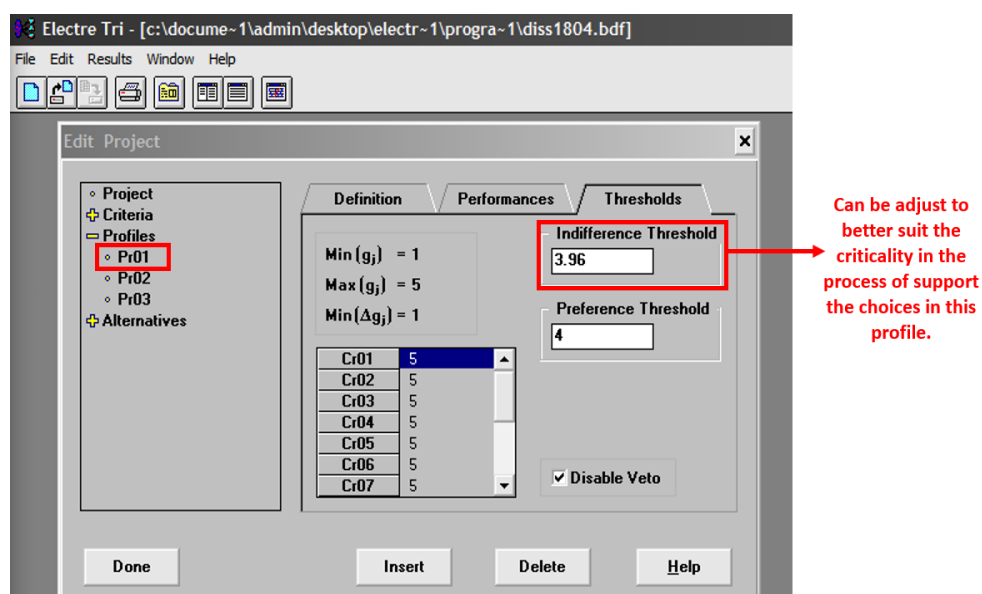 Electre Tri - [c:\docume~1\admin\desktop\electr~1\progra~1\diss1804.bdf]
File Edit Results Window Help
Edit Project
Project
Criteria
Profiles
Pr01
Pr02
Pr03
Alternatives
Definition Performances Thresholds
Min(gj) = 1
Max(gj) = 5
Min(Δgj) = 1
Indifference Threshold
3.96
Preference Threshold
4
Cr01 5
Cr02 5
Cr03 5
Cr04 5
Cr05 5
Cr06 5
Cr07 5
Disable Veto
Done Insert Delete Help
Can be adjust to
better suit the
criticality in the
process of support
the choices in this
profile.